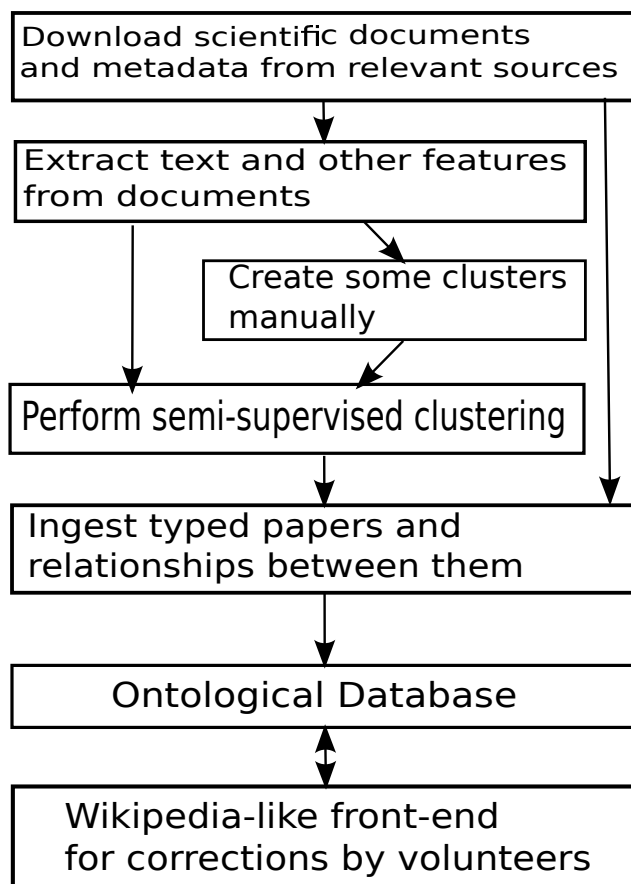 Download scientific documents
and metadata from relevant sources
Extract text and other features
from documents
Create some clusters
manually
Perform semi-supervised clustering
Ingest typed papers and
relationships between them
Ontological Database
Wikipedia-like front-end
for corrections by volunteers